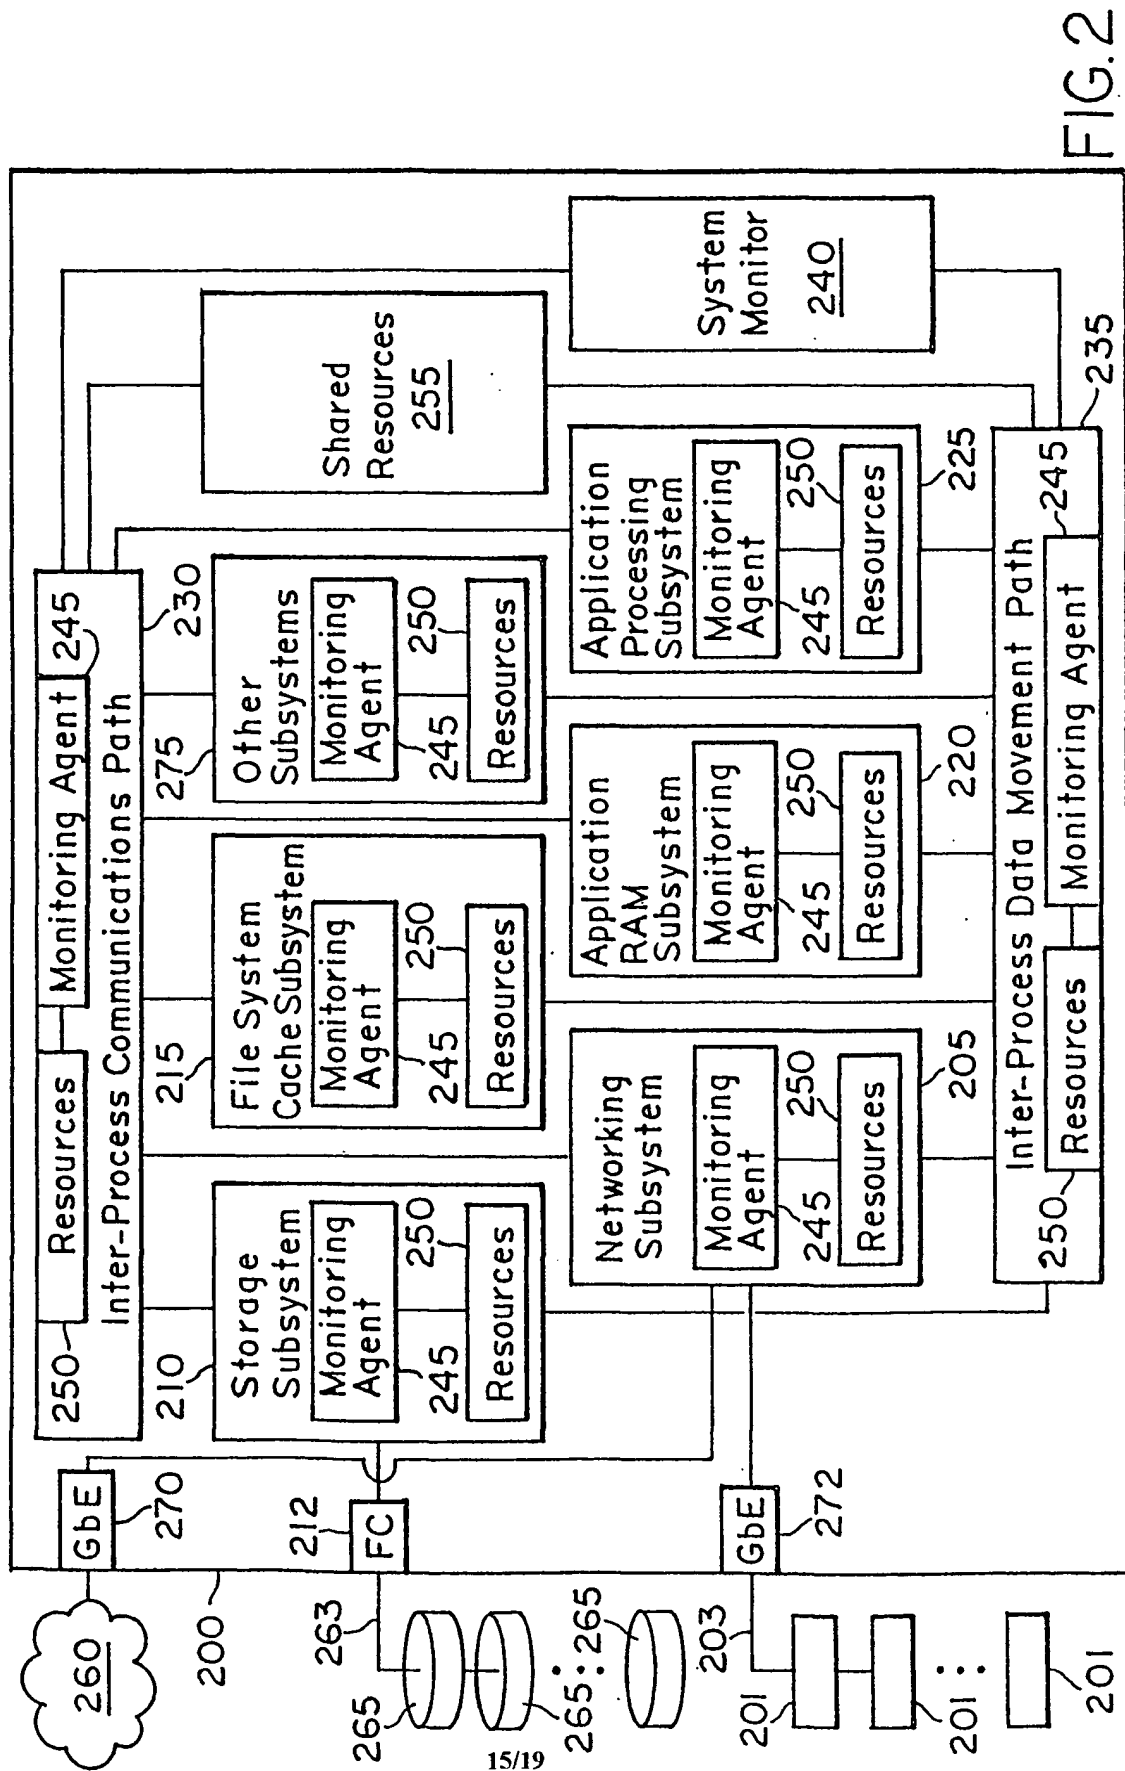 FIG.2
260
GbE
270
200
250
Resources
Monitoring Agent
245
Inter-Process Communications Path
230
210
Storage
Subsystem
Monitoring
Agent
245
250
Resources
215
File System
Cache Subsystem
Monitoring
Agent
245
250
Resources
275
Other
Subsystems
Monitoring
Agent
245
250
Resources
Shared
Resources
255
212
FC
263
265
265
265
265
Networking
Subsystem
Monitoring
Agent
245
250
Resources
205
Application
RAM
Subsystem
Monitoring
Agent
245
250
Resources
220
Application
Processing
Subsystem
Monitoring
Agent
245
250
Resources
225
System
Monitor
240
GbE
272
203
201
201
201
Inter-Process Data Movement Path
235
250
Resources
Monitoring Agent
245
15/19